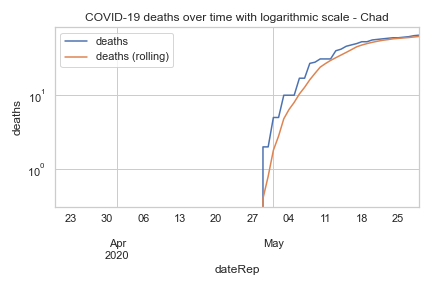 COVID-19 deaths over time with logarithmic scale - Chad
deaths
deaths (rolling)
deaths
10¹
10⁰
23 30 06 13 20 27 04 11 18 25
Apr May
2020
dateRep